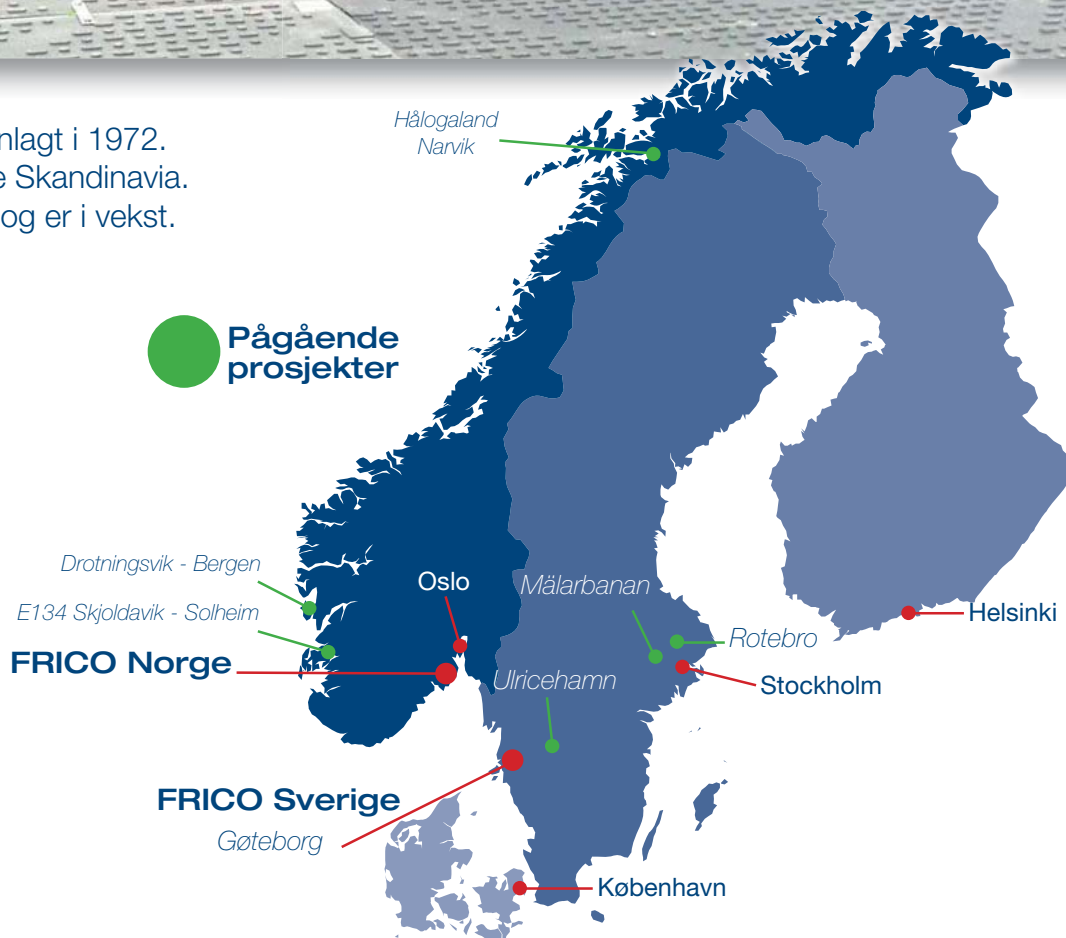 nlagt i 1972.
e Skandinavia.
og er i vekst.
Hålogaland
Narvik
Pågående
prosjekter
Drotningsvik - Bergen
E134 Skjoldavik - Solheim
FRICO Norge
Oslo
Mälarbanan
Rotebro
Helsinki
Ulricehamn
Stockholm
FRICO Sverige
Gøteborg
København